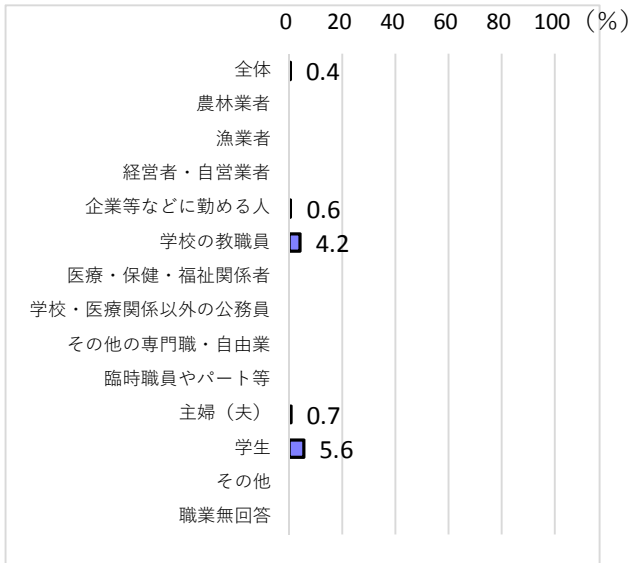 0 20 40 60 80 100 (%)
全体 0.4
農林業者
漁業者
経営者・自営業者
企業等などに勤める人 0.6
学校の教職員 4.2
医療・保健・福祉関係者
学校・医療関係以外の公務員
その他の専門職・自由業
臨時職員やパート等
主婦（夫） 0.7
学生 5.6
その他
職業無回答